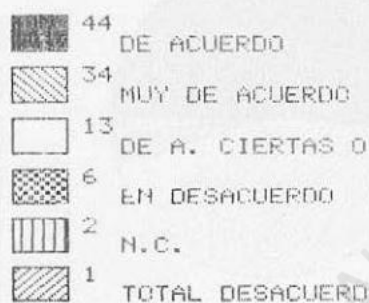 44 DE ACUERDO
34 MUY DE ACUERDO
13 DE A. CIERTAS O
6 EN DESACUERDO
2 N.C.
1 TOTAL DESACUERD